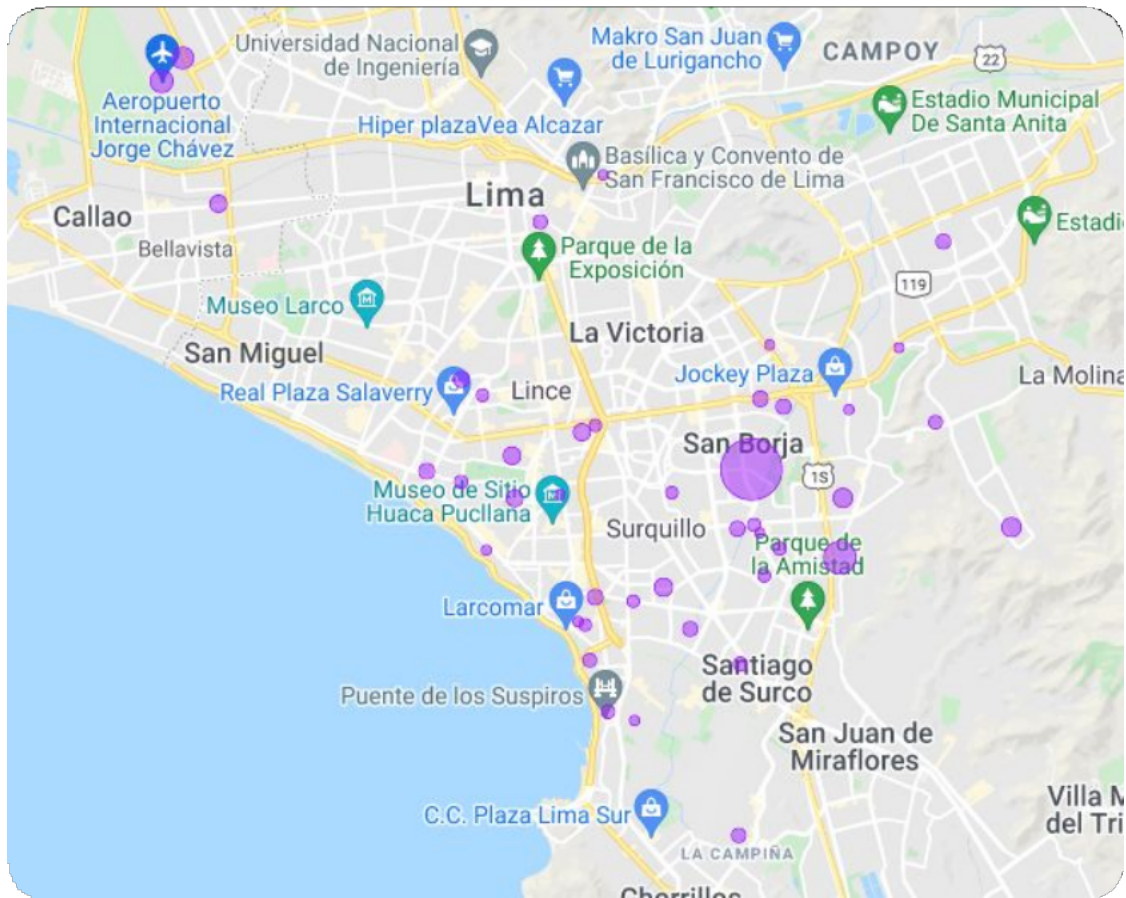 Universidad Nacional
de Ingeniería
Makro San Juan
de Lurigancho
CAMPOY
22
Aeropuerto
Internacional
Jorge Chávez
Hiper plazaVea Alcazar
Estadio Municipal
De Santa Anita
Basílica y Convento de
San Francisco de Lima
Lima
Callao
Bellavista
Parque de la
Exposición
Estadi
119
Museo Larco
La Victoria
San Miguel
Jockey Plaza
La Molina
Real Plaza Salaverry
Lince
San Borja
1S
Museo de Sitio
Huaca Pucllana
Surquillo
Parque de
la Amistad
Larcomar
Santiago
de Surco
Puente de los Suspiros
San Juan de
Miraflores
Villa M
del Tri
C.C. Plaza Lima Sur
LA CAMPIÑA
Chorrillos